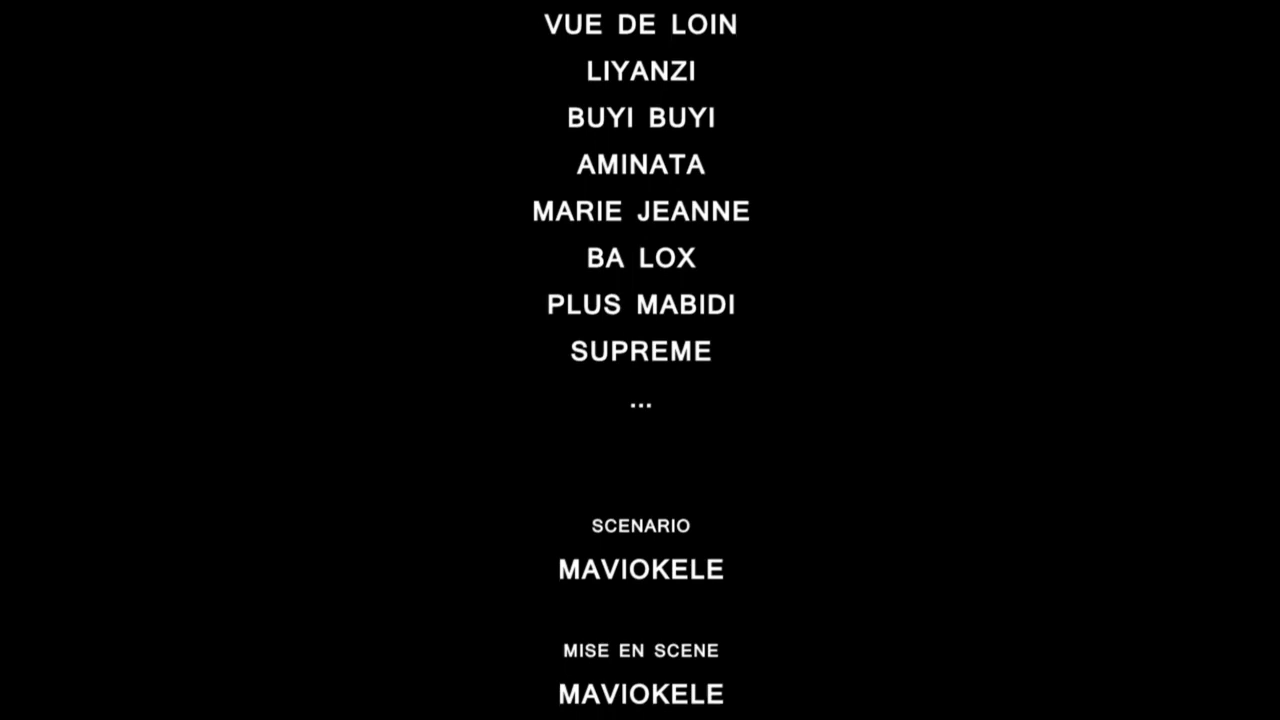 VUE DE LOIN
LIYANZI
BUYI BUYI
AMINATA
MARIE JEANNE
BA LOX
PLUS MABIDI
SUPREME
...
SCENARIO
MAVIOKELE
MISE EN SCENE
MAVIOKELE